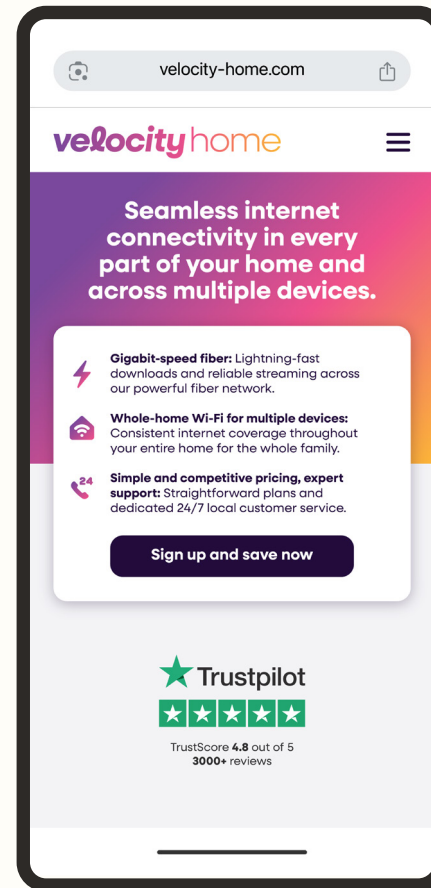 velocity-home.com
velocityhome
Seamless internet
connectivity in every
part of your home and
across multiple devices.
Gigabit-speed fiber: Lightning-fast
downloads and reliable streaming across
our powerful fiber network.
Whole-home Wi-Fi for multiple devices:
Consistent internet coverage throughout
your entire home for the whole family.
24
Simple and competitive pricing, expert
support: Straightforward plans and
dedicated 24/7 local customer service.
Sign up and save now
Trustpilot
TrustScore 4.8 out of 5
3000+ reviews